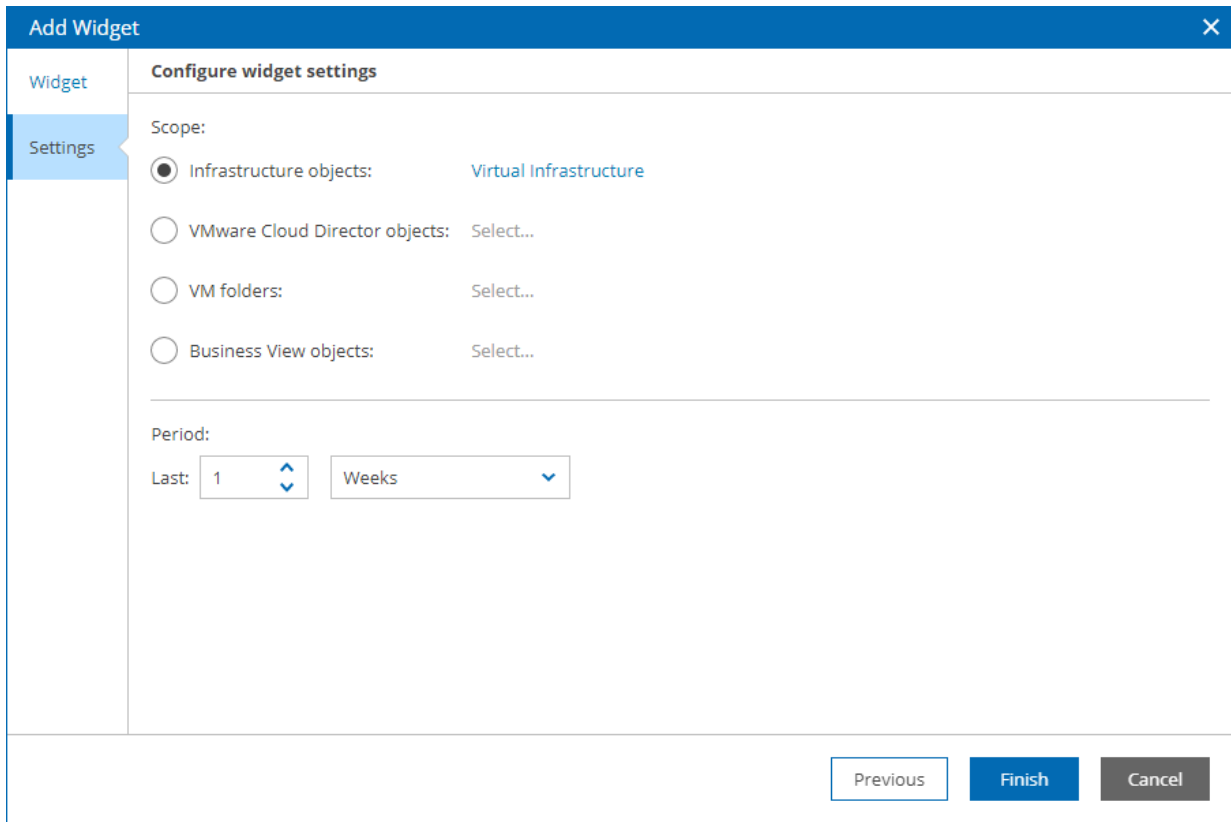 Add Widget
Widget
Settings
Configure widget settings
Scope:
Infrastructure objects: Virtual Infrastructure
VMware Cloud Director objects: Select...
VM folders: Select...
Business View objects: Select...
Period:
Last: 1 Weeks
Previous Finish Cancel